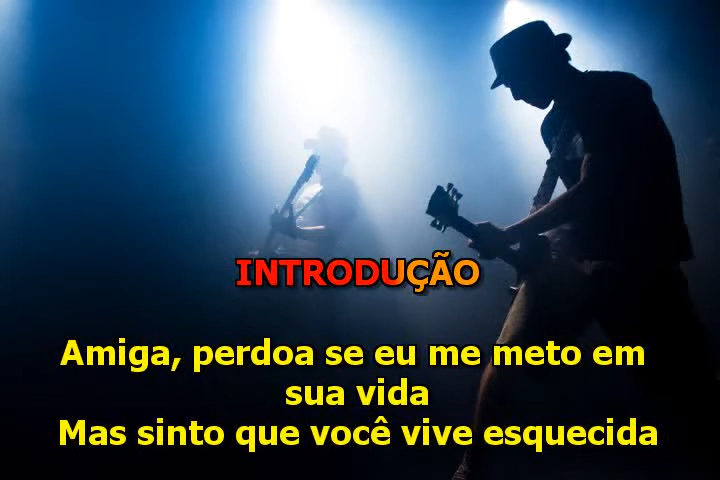 INTRODUÇÃO
Amiga, perdoa se eu me meto em
sua vida
Mas sinto que você vive esquecida